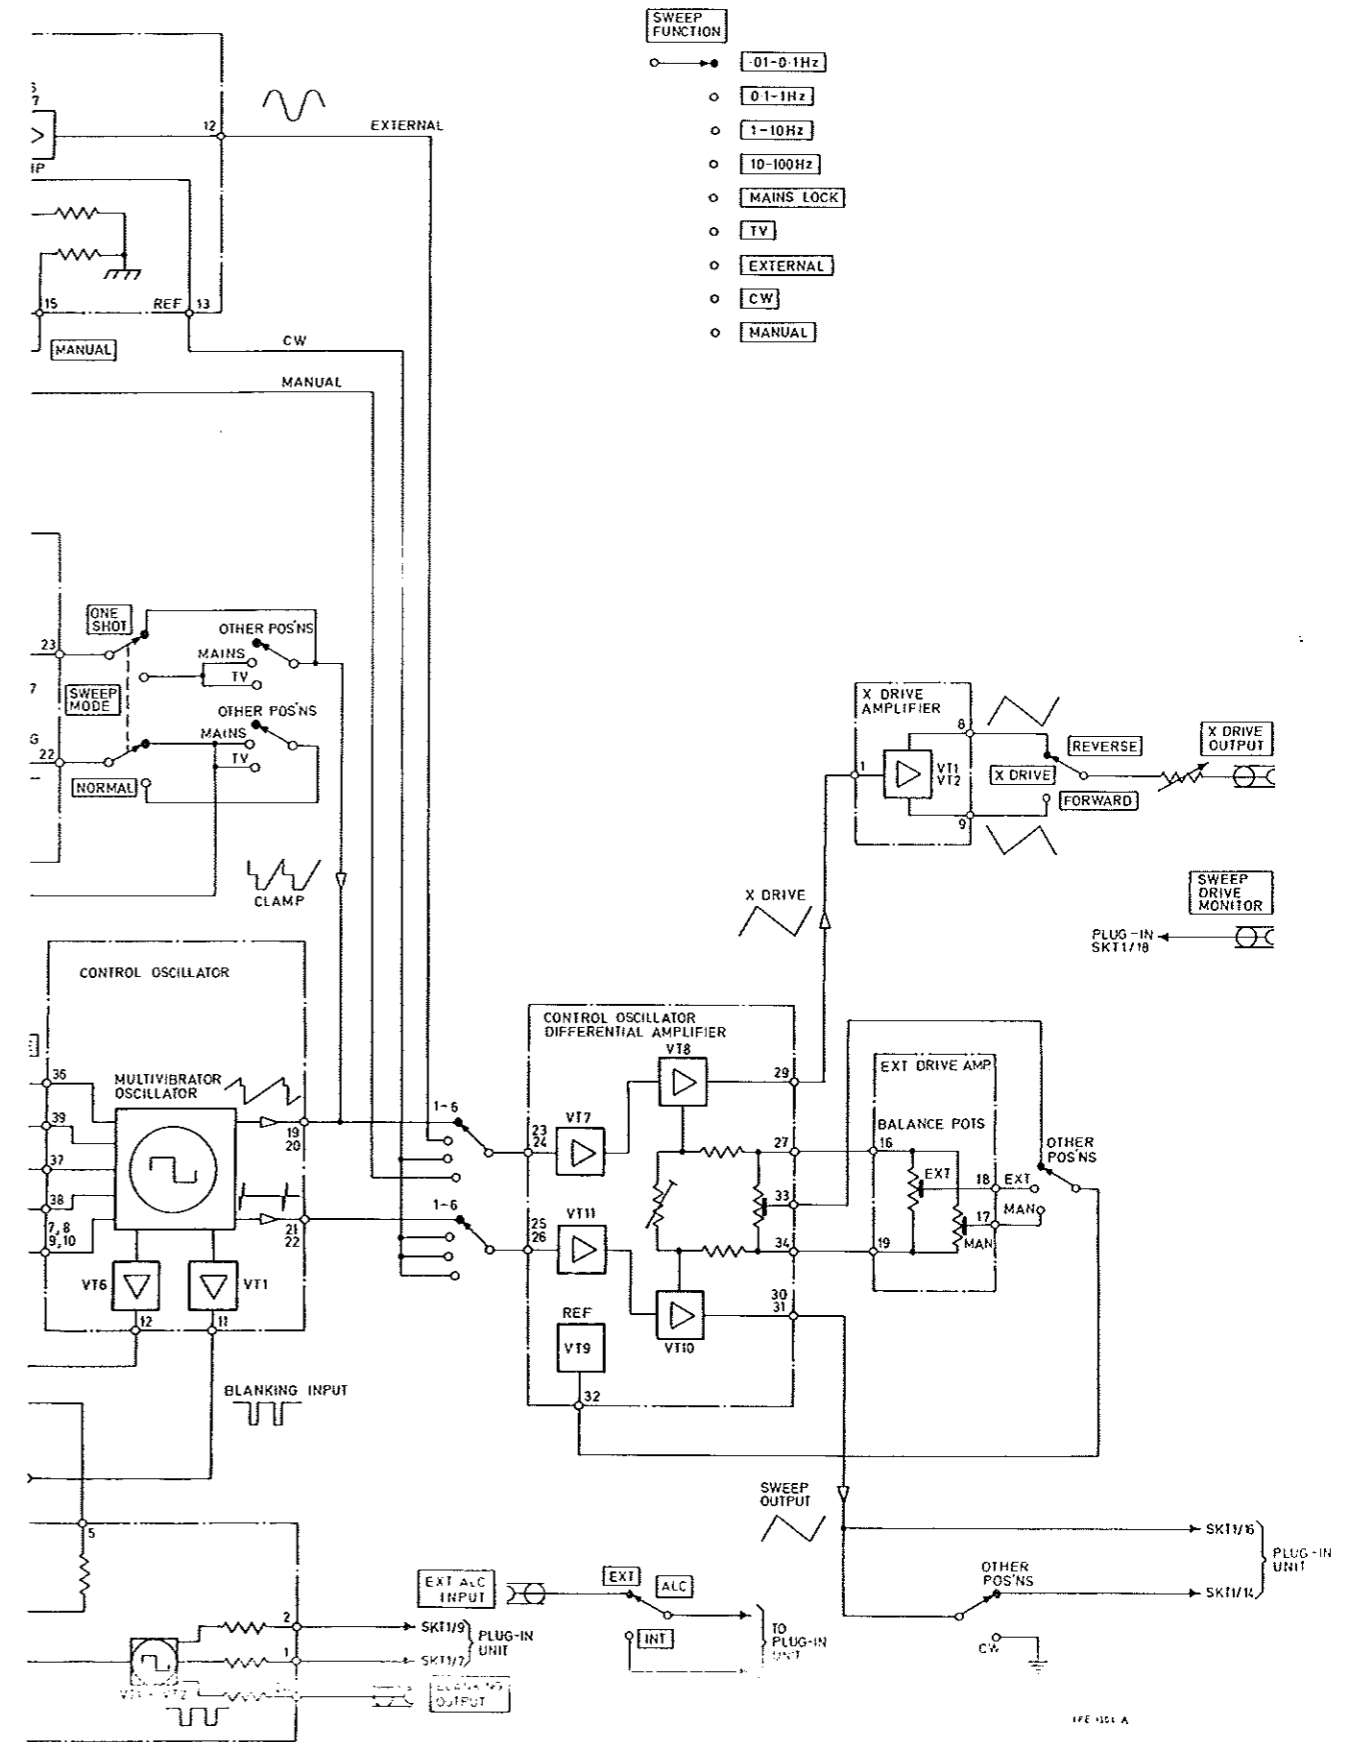 SWEEP
FUNCTION
·01-0·1Hz
0·1-1Hz
1-10Hz
10-100Hz
MAINS LOCK
TV
EXTERNAL
CW
MANUAL
7
12
EXTERNAL
15
REF
13
MANUAL
CW
MANUAL
ONE
SHOT
OTHER POS'NS
23
MAINS
TV
7
SWEEP
MODE
OTHER POS'NS
G
22
MAINS
TV
NORMAL
CLAMP
X DRIVE
AMPLIFIER
8
1
VT1
VT2
X DRIVE
REVERSE
FORWARD
9
X DRIVE
OUTPUT
X DRIVE
SWEEP
DRIVE
MONITOR
PLUG-IN
SKT1/18
CONTROL OSCILLATOR
MULTIVIBRATOR
OSCILLATOR
36
39
37
38
7, 8
9, 10
19
20
21
22
VT6
VT1
12
11
1-6
1-6
CONTROL OSCILLATOR
DIFFERENTIAL AMPLIFIER
VT8
29
VT7
23
24
27
33
VT11
25
26
34
30
31
REF
VT9
VT10
32
EXT DRIVE AMP.
BALANCE POTS
16
EXT
18
EXT
OTHER
POS'NS
MAN
17
MAN
19
BLANKING INPUT
SWEEP
OUTPUT
SKT1/16
PLUG-IN
UNIT
SKT1/14
OTHER
POS'NS
CW
5
EXT ALC
INPUT
EXT
ALC
INT
TO
PLUG-IN
UNIT
2
SKT1/9
PLUG-IN
UNIT
1
SKT1/7
VT1 - VT2
BLANKING
OUTPUT